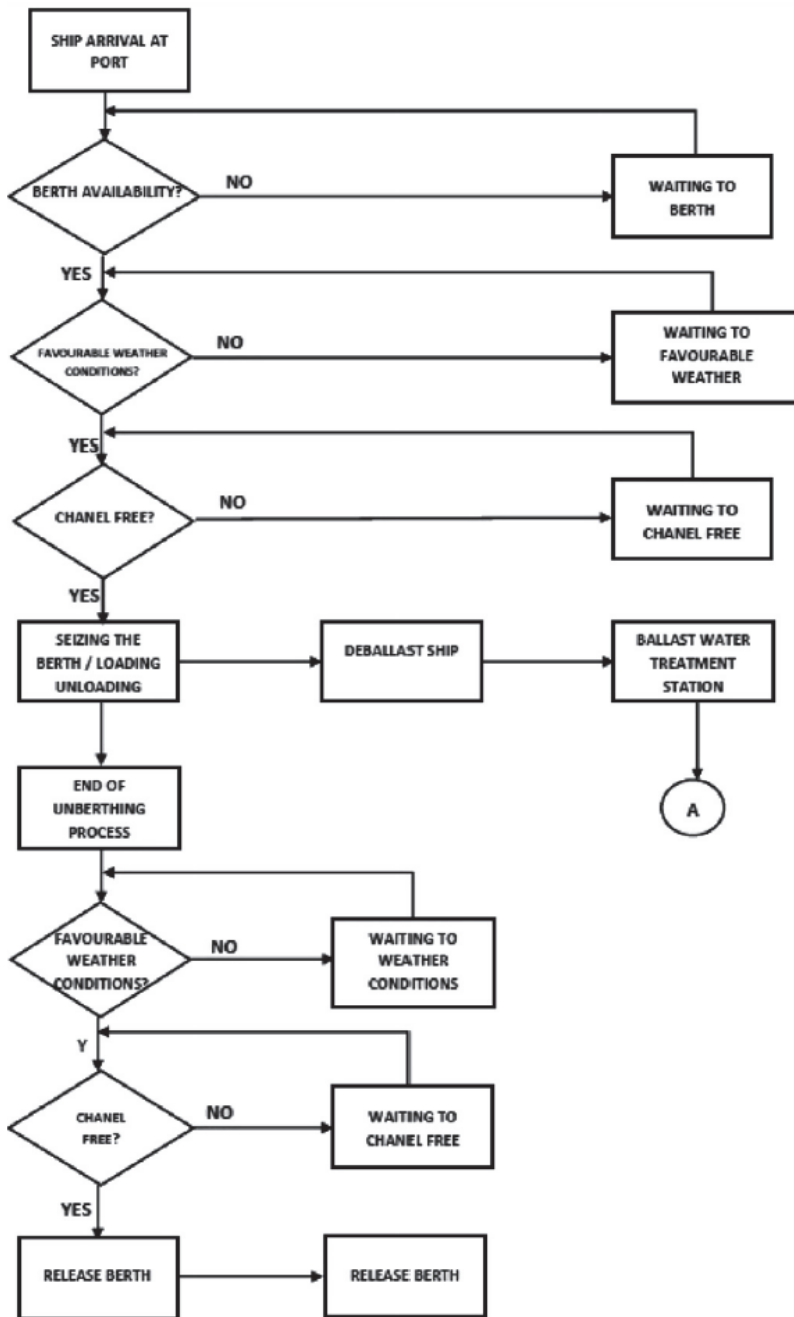 SHIP ARRIVAL AT
PORT
BERTH AVAILABILITY?
NO
WAITING TO
BERTH
YES
FAVOURABLE WEATHER
CONDITIONS?
NO
WAITING TO
FAVOURABLE
WEATHER
YES
CHANEL FREE?
NO
WAITING TO
CHANEL FREE
YES
SEIZING THE
BERTH / LOADING
UNLOADING
DEBALLAST SHIP
BALLAST WATER
TREATMENT
STATION
END OF
UNBERTHING
PROCESS
A
FAVOURABLE
WEATHER
CONDITIONS?
NO
WAITING TO
WEATHER
CONDITIONS
Y
CHANEL
FREE?
NO
WAITING TO
CHANEL FREE
YES
RELEASE BERTH
RELEASE BERTH